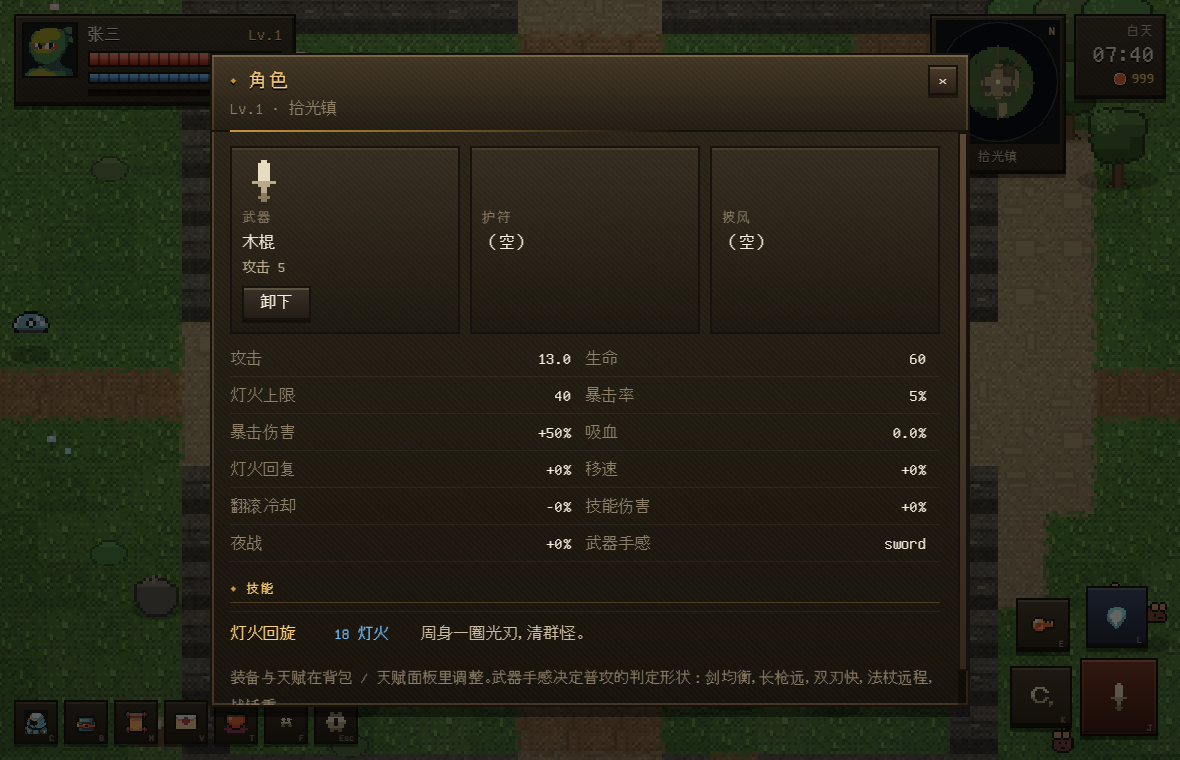 张三 Lv.1
白天
07:40
999
N
拾光镇
角色
×
Lv.1 · 拾光镇
武器
木棍
攻击 5
卸下
护符
(空)
披风
(空)
攻击 13.0 生命 60
灯火上限 40 暴击率 5%
暴击伤害 +50% 吸血 0.0%
灯火回复 +0% 移速 +0%
翻滚冷却 -0% 技能伤害 +0%
夜战 +0% 武器手感 sword
技能
灯火回旋 18 灯火 周身一圈光刃,清群怪。
装备与天赋在背包 / 天赋面板里调整。武器手感决定普攻的判定形状:剑均衡,长枪远,双刃快,法杖远程,
E
L
K
J
C
B
V
T
F
Esc